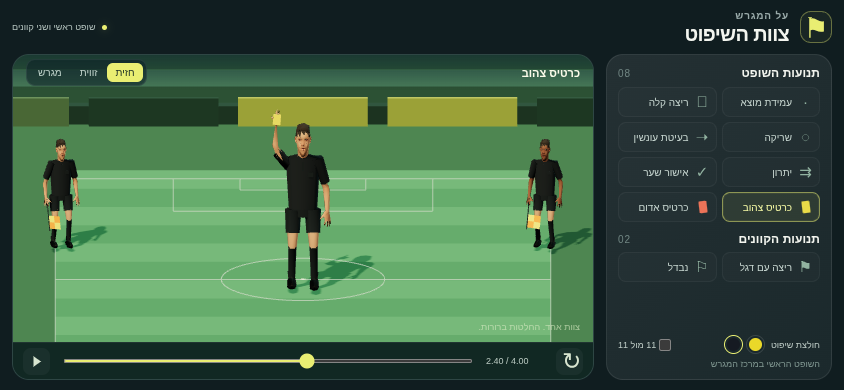 על המגרש
צוות השיפוט
שופט ראשי ושני קוונים
תנועות השופט
08
עמידת מוצא
ריצה קלה
שריקה
בעיטת עונשין
יתרון
אישור שער
כרטיס צהוב
כרטיס אדום
תנועות הקוונים
02
ריצה עם דגל
נבדל
חולצת שיפוט
11 מול 11
השופט הראשי במרכז המגרש
כרטיס צהוב
חזית
זווית
מגרש
צוות אחד. החלטות ברורות.
2.40 / 4.00